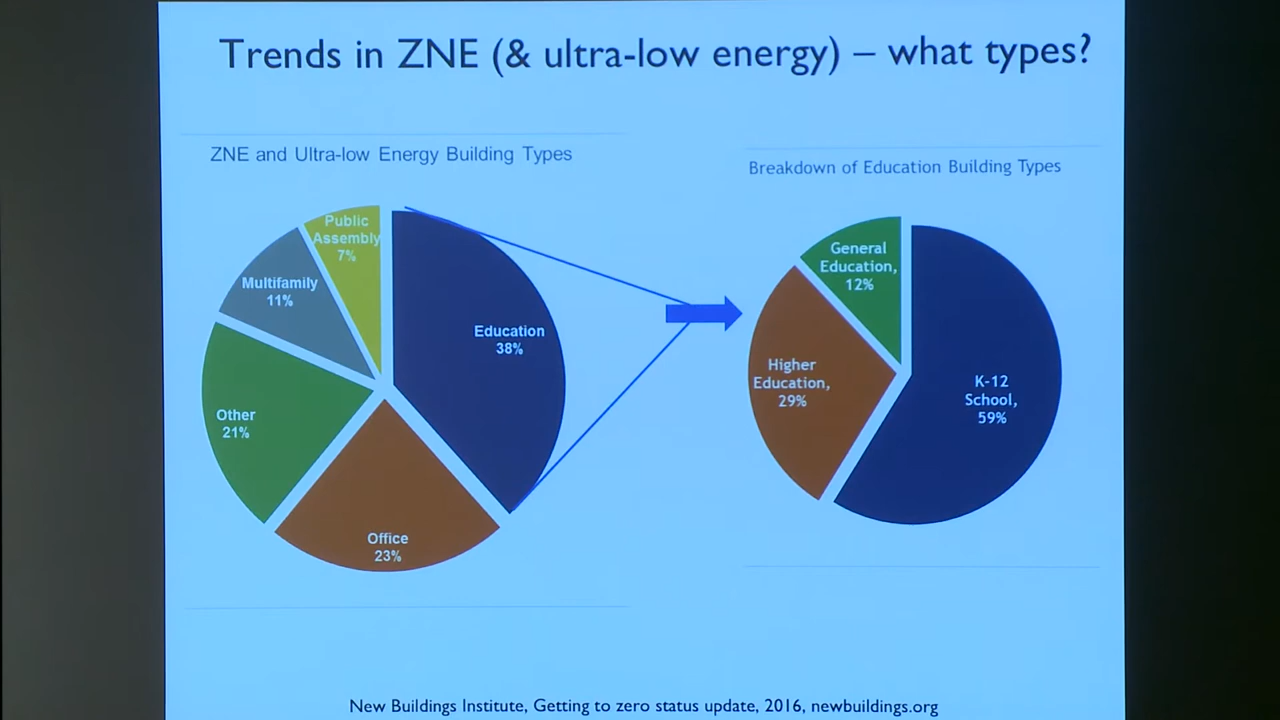 Trends in ZNE (& ultra-low energy) – what types?
ZNE and Ultra-low Energy Building Types
Public
Assembly
7%
Multifamily
11%
Education
38%
Other
21%
Office
23%
Breakdown of Education Building Types
General
Education,
12%
Higher
Education,
29%
K-12
School,
59%
New Buildings Institute, Getting to zero status update, 2016, newbuildings.org